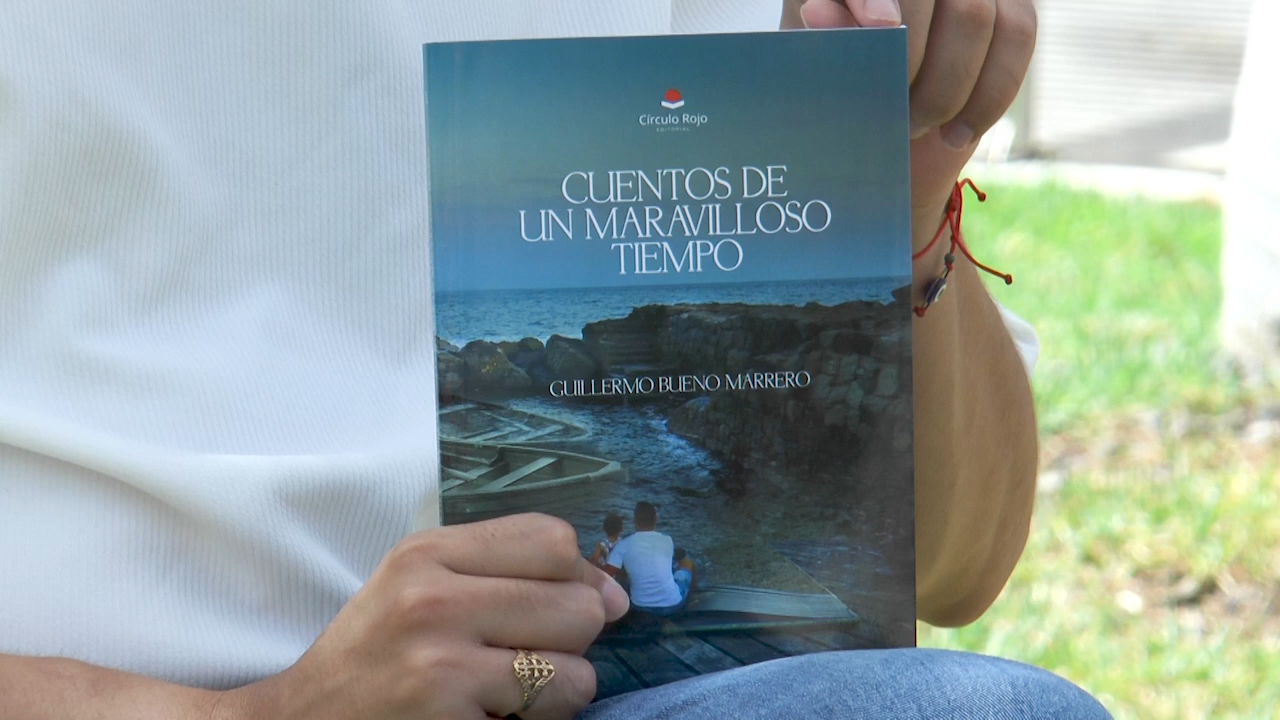 Círculo Rojo
EDITORIAL
CUENTOS DE
UN MARAVILLOSO
TIEMPO
GUILLERMO BUENO MARRERO